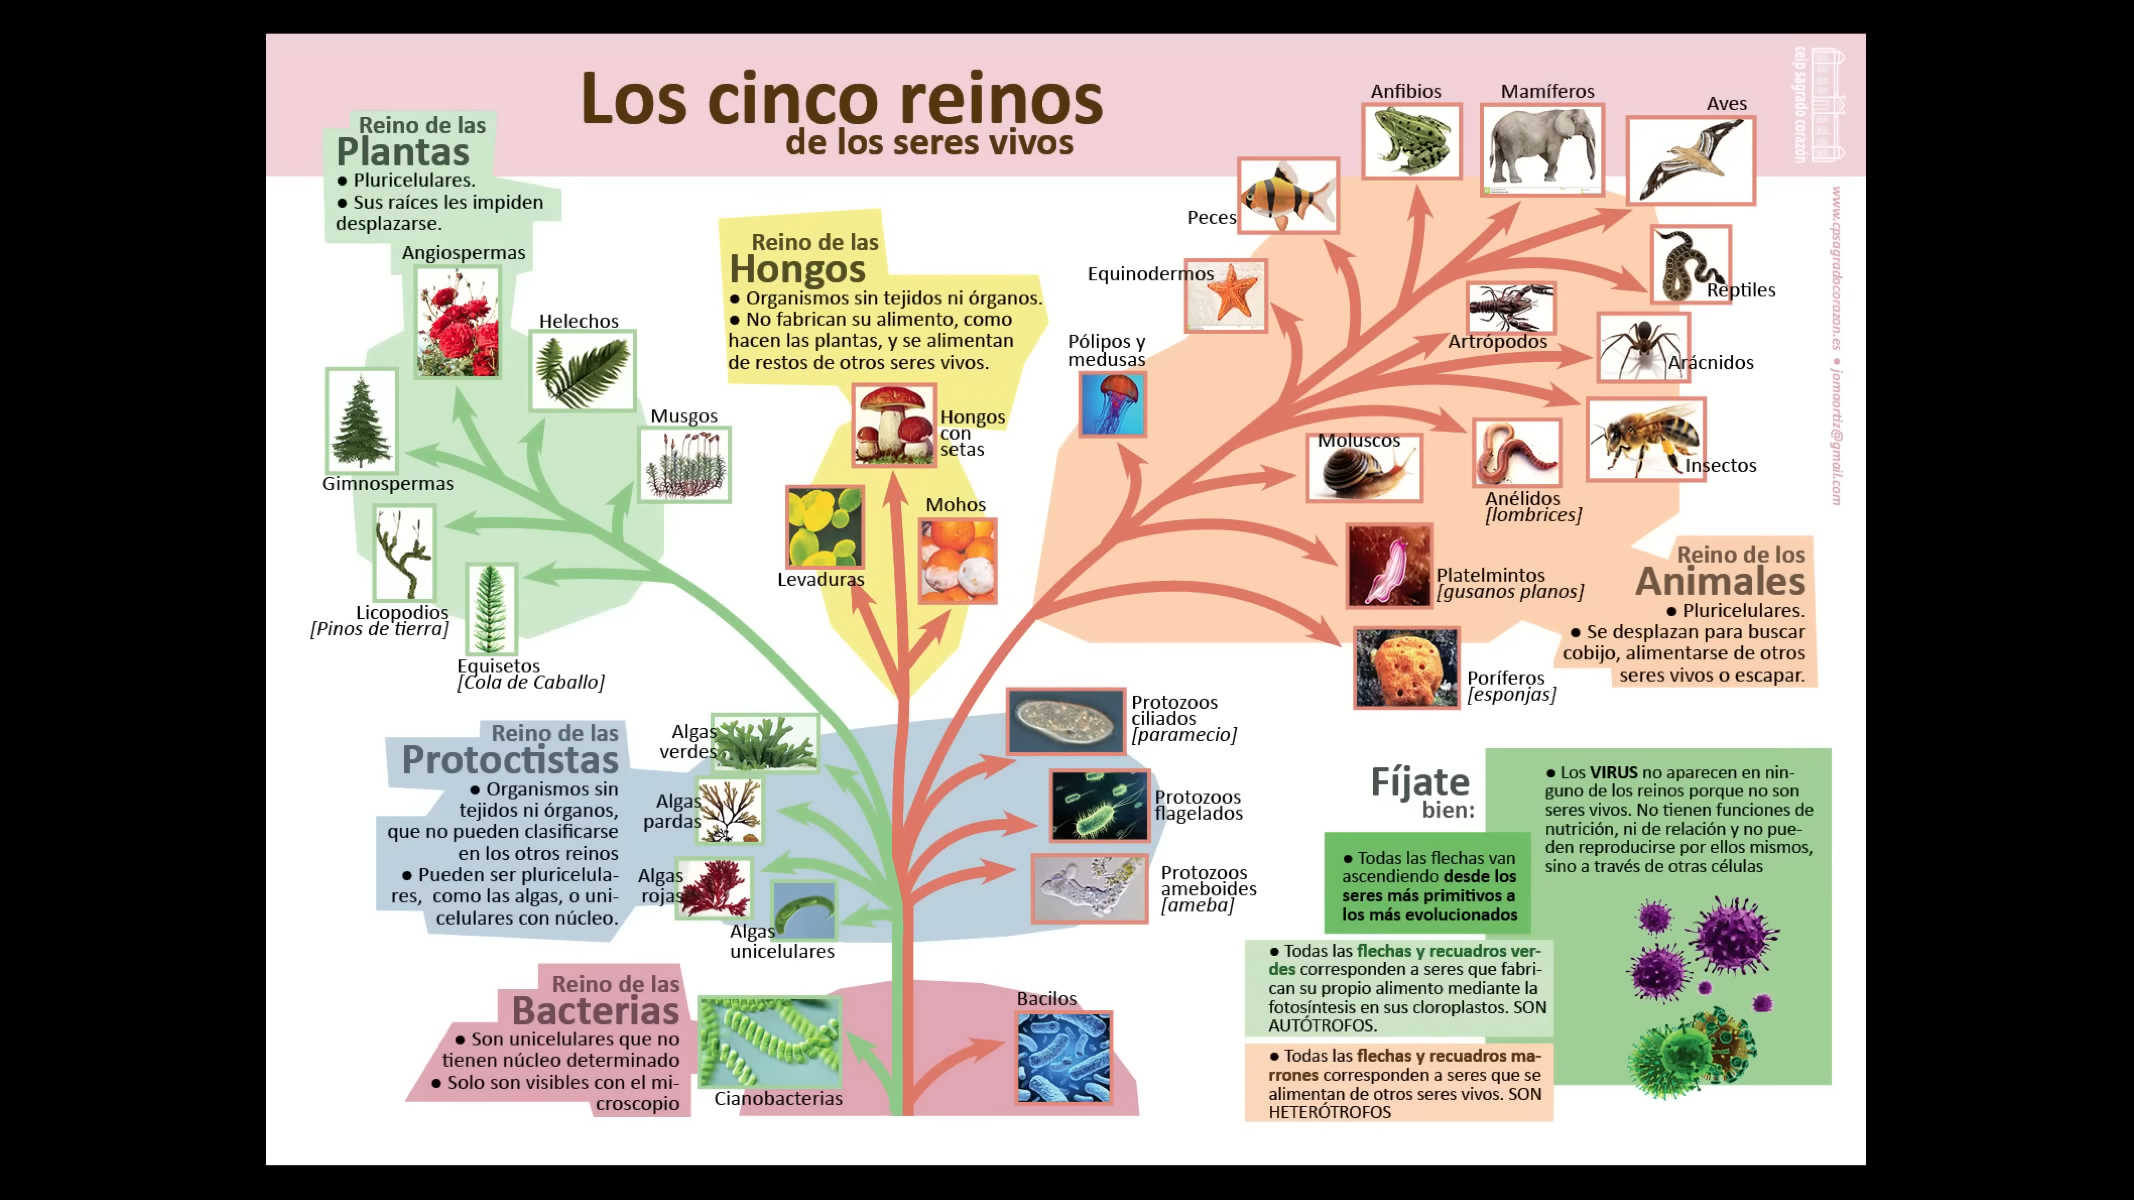 Los cinco reinos
de los seres vivos
ceip sagrado corazón
www.cpsagradocorazon.es ● jomaortiz@gmail.com
Reino de las
Plantas
● Pluricelulares.
● Sus raíces les impiden
desplazarse.
Angiospermas
Helechos
Musgos
Gimnospermas
Licopodios
[Pinos de tierra]
Equisetos
[Cola de Caballo]
Reino de las
Hongos
● Organismos sin tejidos ni órganos.
● No fabrican su alimento, como
hacen las plantas, y se alimentan
de restos de otros seres vivos.
Hongos
con
setas
Levaduras
Mohos
Anfibios
Mamíferos
Aves
Peces
Reptiles
Equinodermos
Pólipos y
medusas
Artrópodos
Arácnidos
Insectos
Moluscos
Anélidos
[lombrices]
Platelmintos
[gusanos planos]
Poríferos
[esponjas]
Reino de los
Animales
● Pluricelulares.
● Se desplazan para buscar
cobijo, alimentarse de otros
seres vivos o escapar.
Reino de las
Protoctistas
● Organismos sin
tejidos ni órganos,
que no pueden clasificarse
en los otros reinos
● Pueden ser pluricelula-
res, como las algas, o uni-
celulares con núcleo.
Algas
verdes
Algas
pardas
Algas
rojas
Algas
unicelulares
Protozoos
ciliados
[paramecio]
Protozoos
flagelados
Protozoos
ameboides
[ameba]
Reino de las
Bacterias
● Son unicelulares que no
tienen núcleo determinado
● Solo son visibles con el mi-
croscopio
Cianobacterias
Bacilos
Fíjate
bien:
● Los VIRUS no aparecen en nin-
guno de los reinos porque no son
seres vivos. No tienen funciones de
nutrición, ni de relación y no pue-
den reproducirse por ellos mismos,
sino a través de otras células
● Todas las flechas van
ascendiendo desde los
seres más primitivos a
los más evolucionados
● Todas las flechas y recuadros ver-
des corresponden a seres que fabri-
can su propio alimento mediante la
fotosíntesis en sus cloroplastos. SON
AUTÓTROFOS.
● Todas las flechas y recuadros ma-
rrones corresponden a seres que se
alimentan de otros seres vivos. SON
HETERÓTROFOS